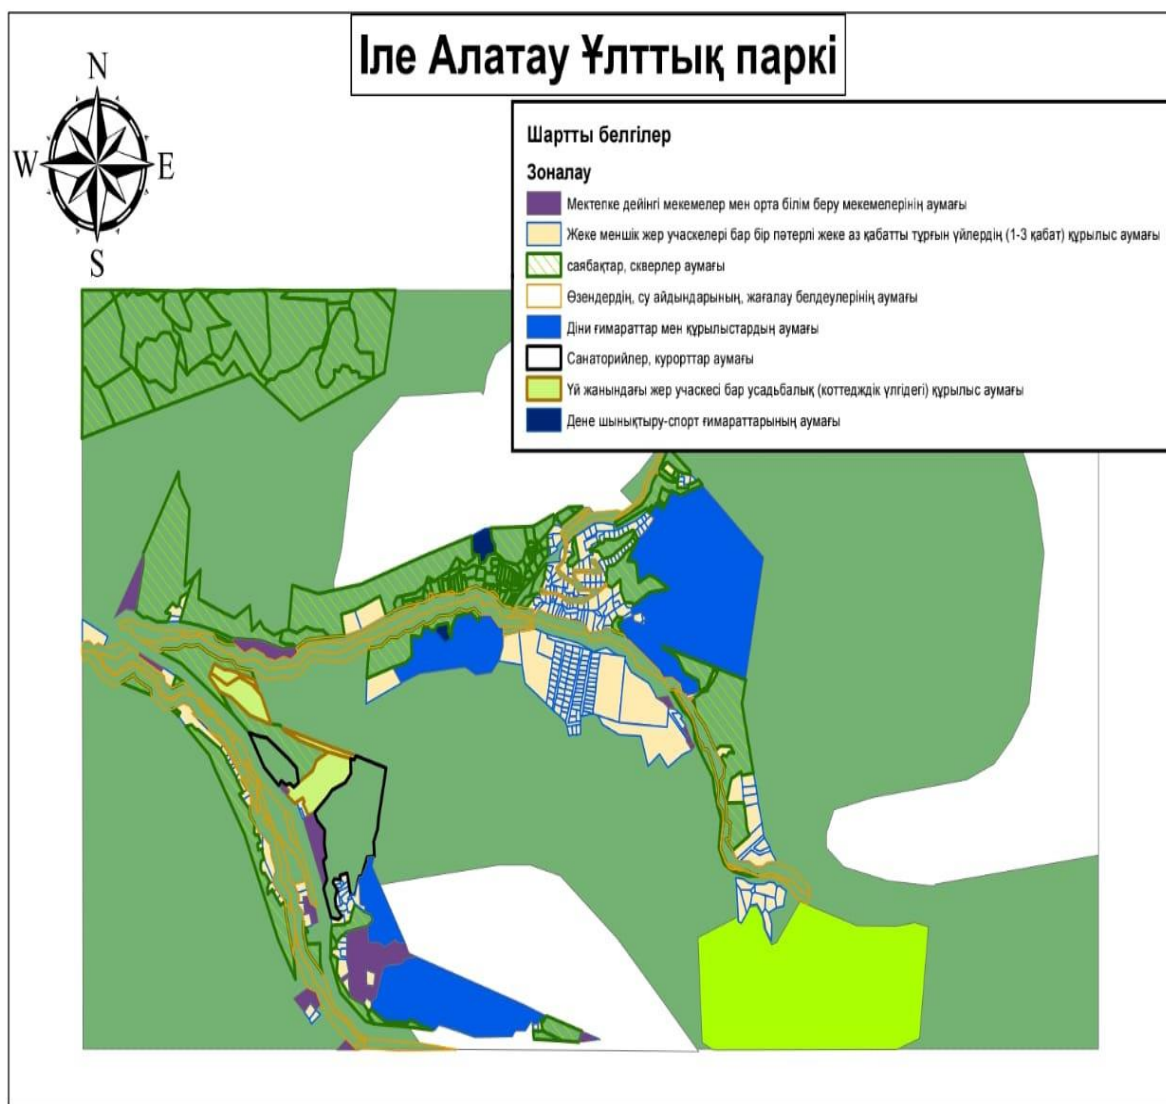 Іле Алатау Ұлттық паркі
N
W
E
S
Шартты белгілер
Зоналау
Мектепке дейінгі мекемелер мен орта білім беру мекемелерінің аумағы
Жеке меншік жер учаскелері бар бір пәтерлі жеке аз қабатты тұрғын үйлердің (1-3 қабат) құрылыс аумағы
саябақтар, скверлер аумағы
Өзендердің, су айдындарының, жағалау белдеулерінің аумағы
Діни ғимараттар мен құрылыстардың аумағы
Санаторийлер, курорттар аумағы
Үй жанындағы жер учаскесі бар усадьбалық (коттедждік үлгідегі) құрылыс аумағы
Дене шынықтыру-спорт ғимараттарының аумағы